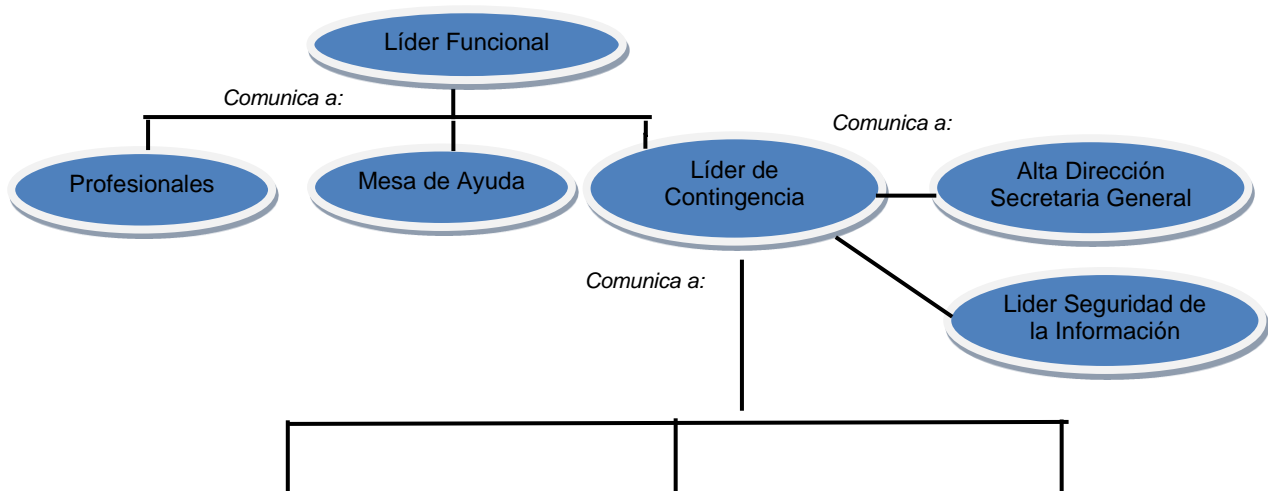 Líder Funcional
Comunica a:
Comunica a:
Profesionales
Mesa de Ayuda
Líder de
Contingencia
Alta Dirección
Secretaria General
Comunica a:
Lider Seguridad de
la Información